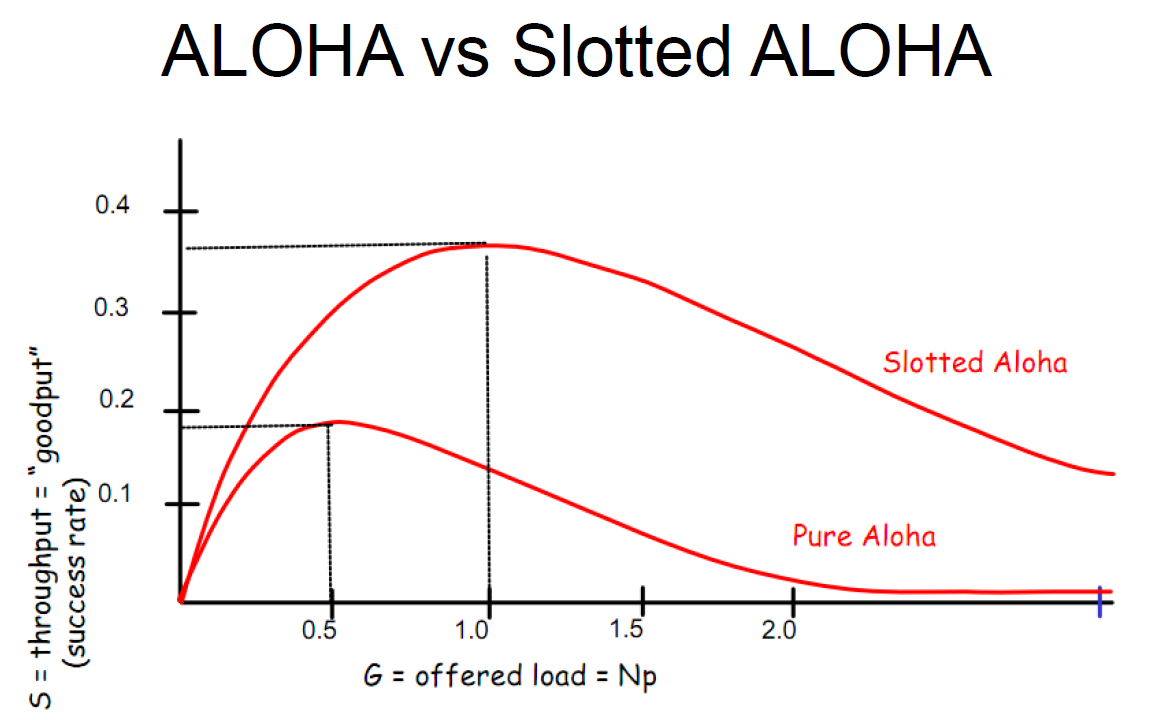 ALOHA vs Slotted ALOHA
0.4
0.3
0.2
0.1
S = throughput = "goodput"
(success rate)
Slotted Aloha
Pure Aloha
0.5
1.0
1.5
2.0
G = offered load = Np